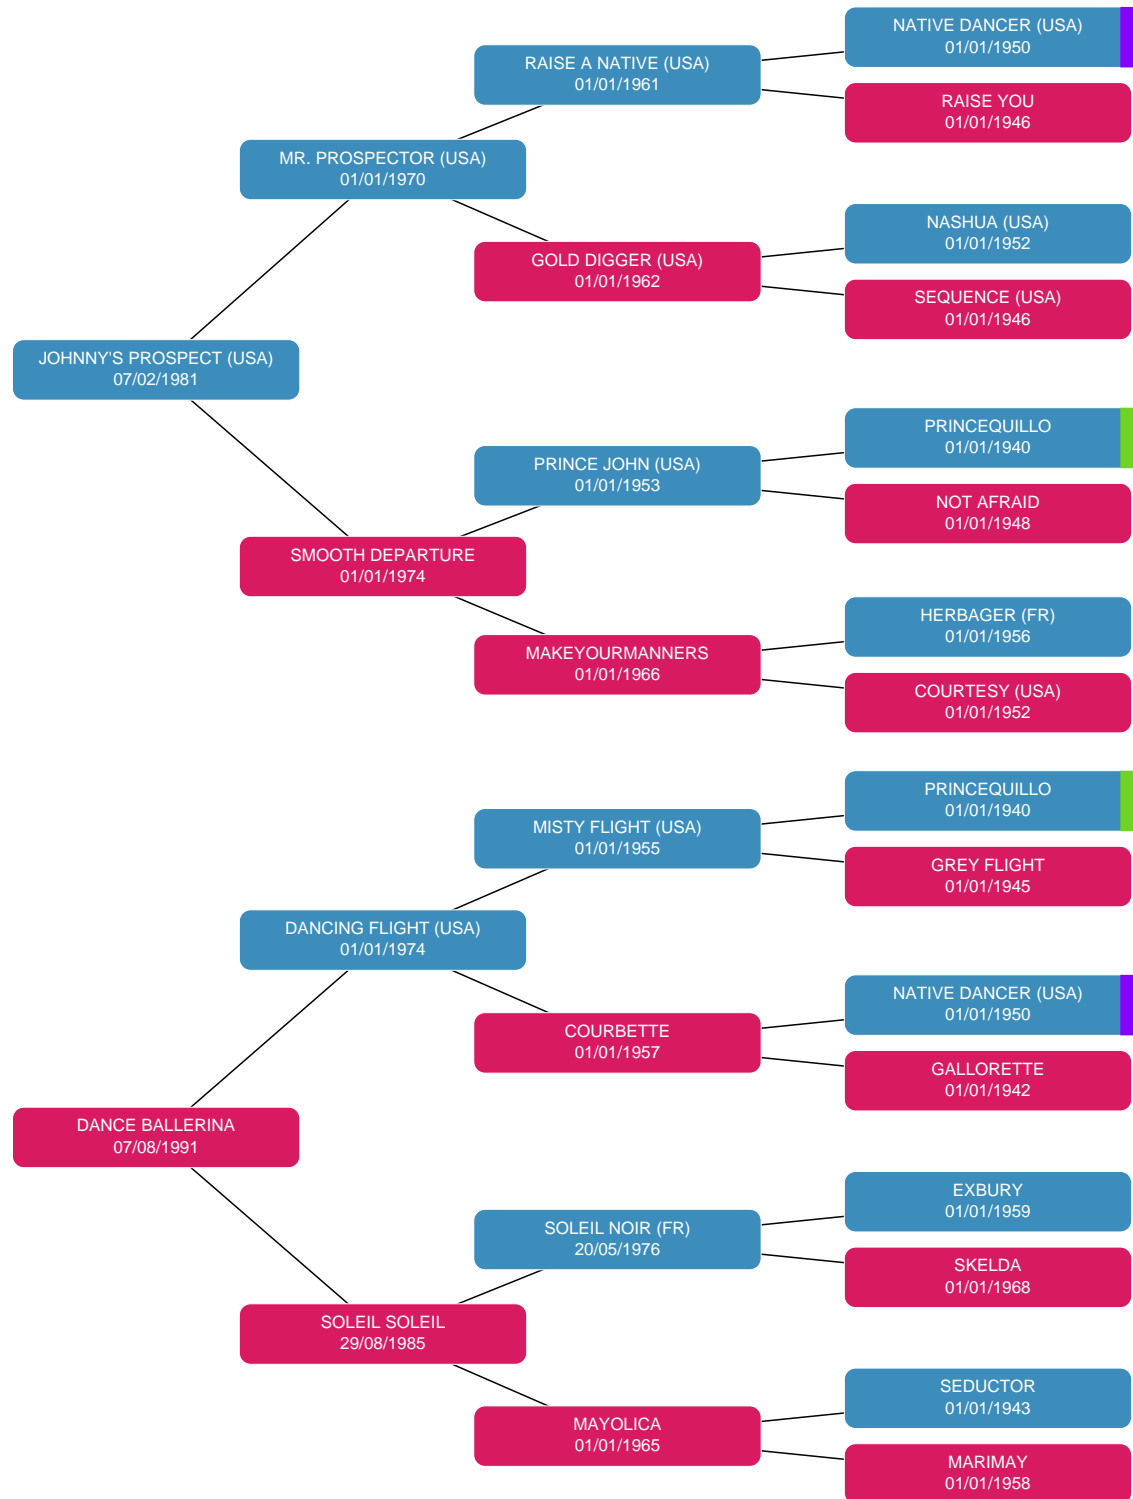 NATIVE DANCER (USA)
01/01/1950
RAISE A NATIVE (USA)
01/01/1961
RAISE YOU
01/01/1946
MR. PROSPECTOR (USA)
01/01/1970
NASHUA (USA)
01/01/1952
GOLD DIGGER (USA)
01/01/1962
SEQUENCE (USA)
01/01/1946
JOHNNY'S PROSPECT (USA)
07/02/1981
PRINCEQUILLO
01/01/1940
PRINCE JOHN (USA)
01/01/1953
NOT AFRAID
01/01/1948
SMOOTH DEPARTURE
01/01/1974
HERBAGER (FR)
01/01/1956
MAKEYOURMANNERS
01/01/1966
COURTESY (USA)
01/01/1952
PRINCEQUILLO
01/01/1940
MISTY FLIGHT (USA)
01/01/1955
GREY FLIGHT
01/01/1945
DANCING FLIGHT (USA)
01/01/1974
NATIVE DANCER (USA)
01/01/1950
COURBETTE
01/01/1957
GALLORETTE
01/01/1942
DANCE BALLERINA
07/08/1991
EXBURY
01/01/1959
SOLEIL NOIR (FR)
20/05/1976
SKELDA
01/01/1968
SOLEIL SOLEIL
29/08/1985
SEDUCTOR
01/01/1943
MAYOLICA
01/01/1965
MARIMAY
01/01/1958